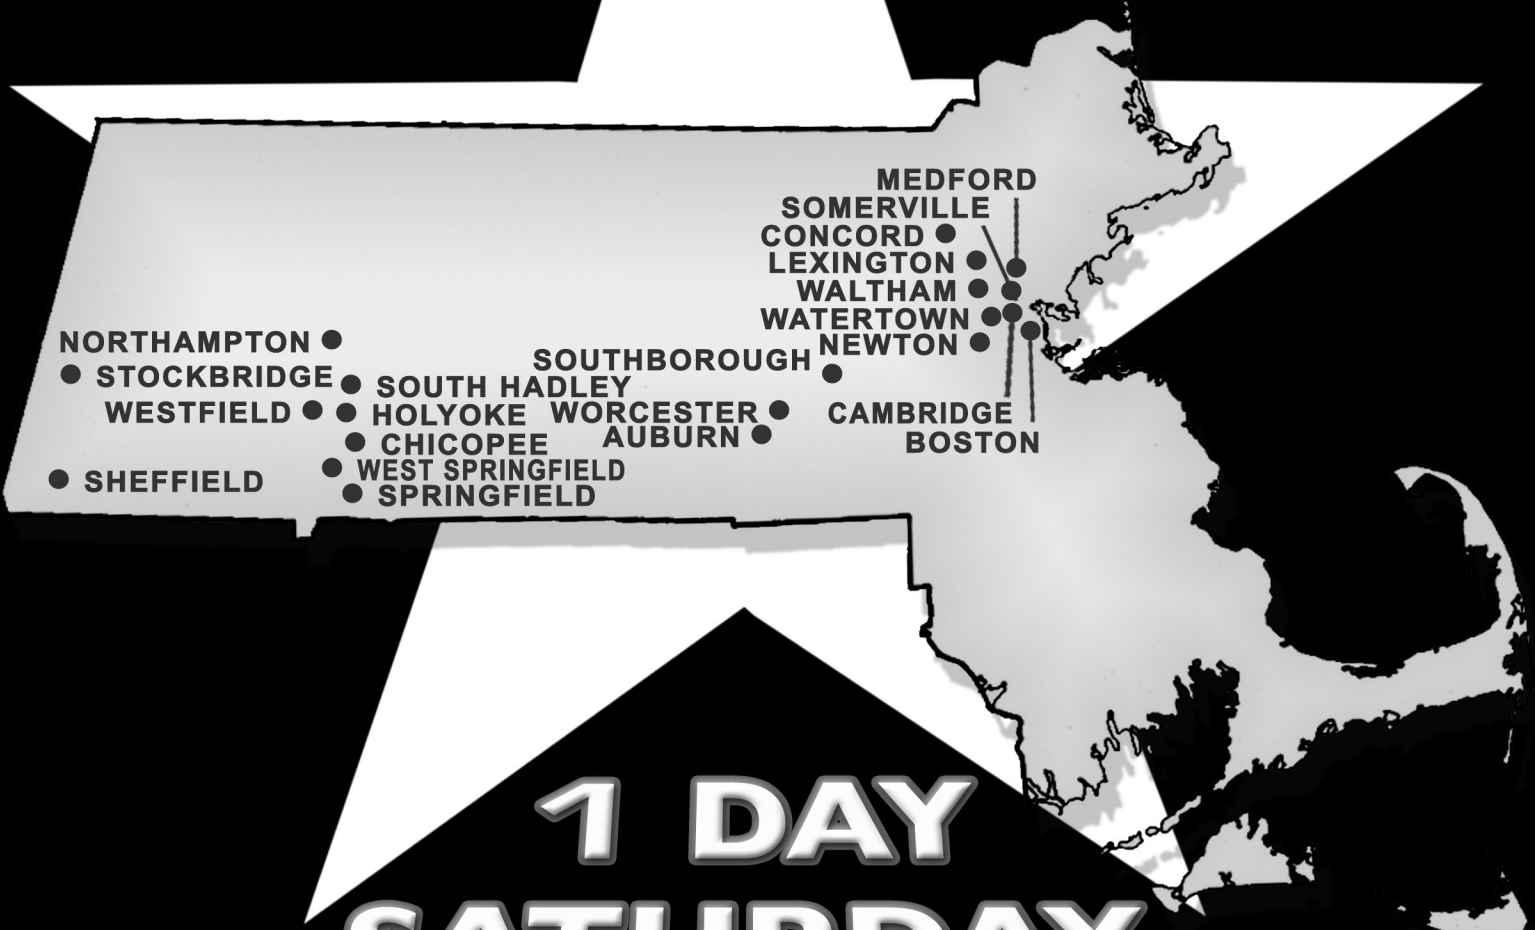 MEDFORD
SOMERVILLE
CONCORD
LEXINGTON
WALTHAM
WATERTOWN
NEWTON
NORTHAMPTON
SOUTHBOROUGH
STOCKBRIDGE
SOUTH HADLEY
WESTFIELD
HOLYOKE
WORCESTER
CAMBRIDGE
AUBURN
BOSTON
CHICOPEE
WEST SPRINGFIELD
SHEFFIELD
SPRINGFIELD
1 DAY
SATURDAY